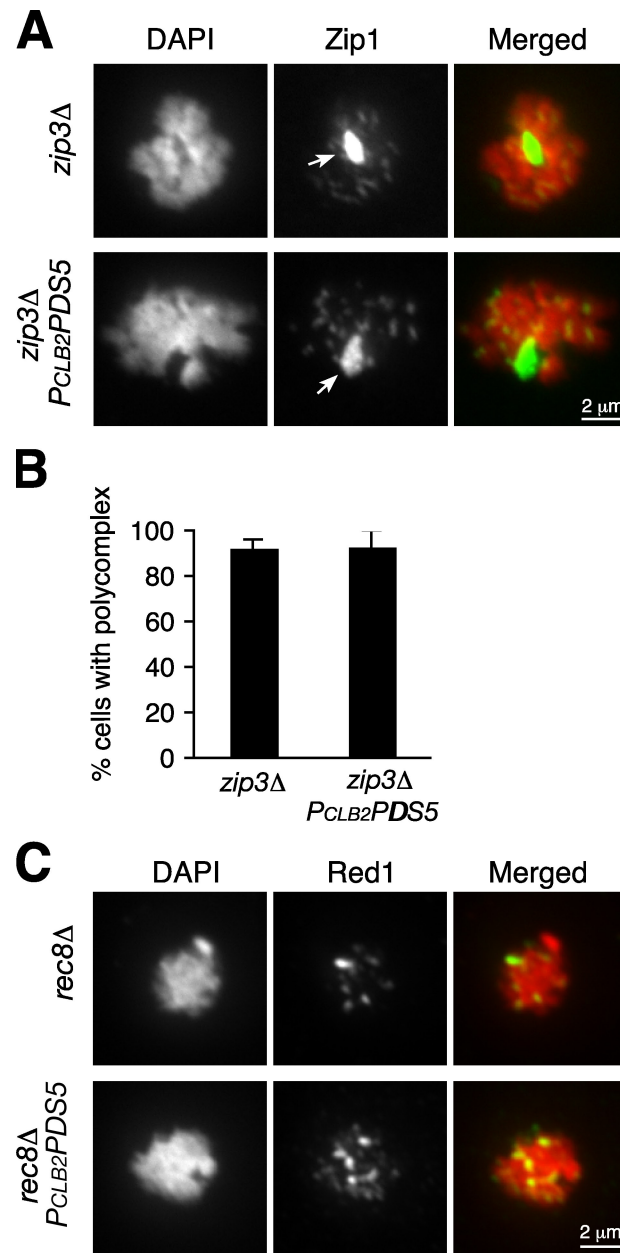 A
DAPI Zip1 Merged
zip3Δ
zip3Δ
PCLB2PDS5
2 μm
B
% cells with polycomplex
100
80
60
40
20
0
zip3Δ
zip3Δ
PCLB2PDS5
C
DAPI Red1 Merged
rec8Δ
rec8Δ
PCLB2PDS5
2 μm